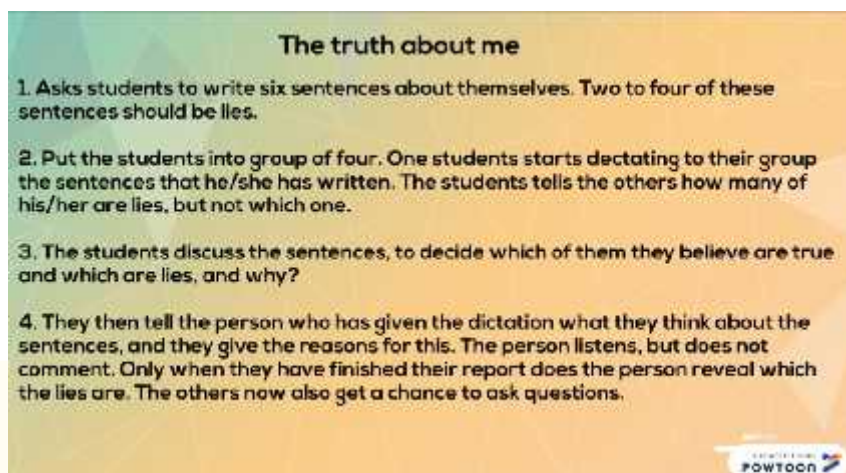 The truth about me
1. Asks students to write six sentences about themselves. Two to four of these
sentences should be lies.
2. Put the students into group of four. One students starts dectating to their group
the sentences that he/she has written. The students tells the others how many of
his/her are lies, but not which one.
3. The students discuss the sentences, to decide which of them they believe are true
and which are lies, and why?
4. They then tell the person who has given the dictation what they think about the
sentences, and they give the reasons for this. The person listens, but does not
comment. Only when they have finished their report does the person reveal which
the lies are. The others now also get a chance to ask questions.
POWTOON